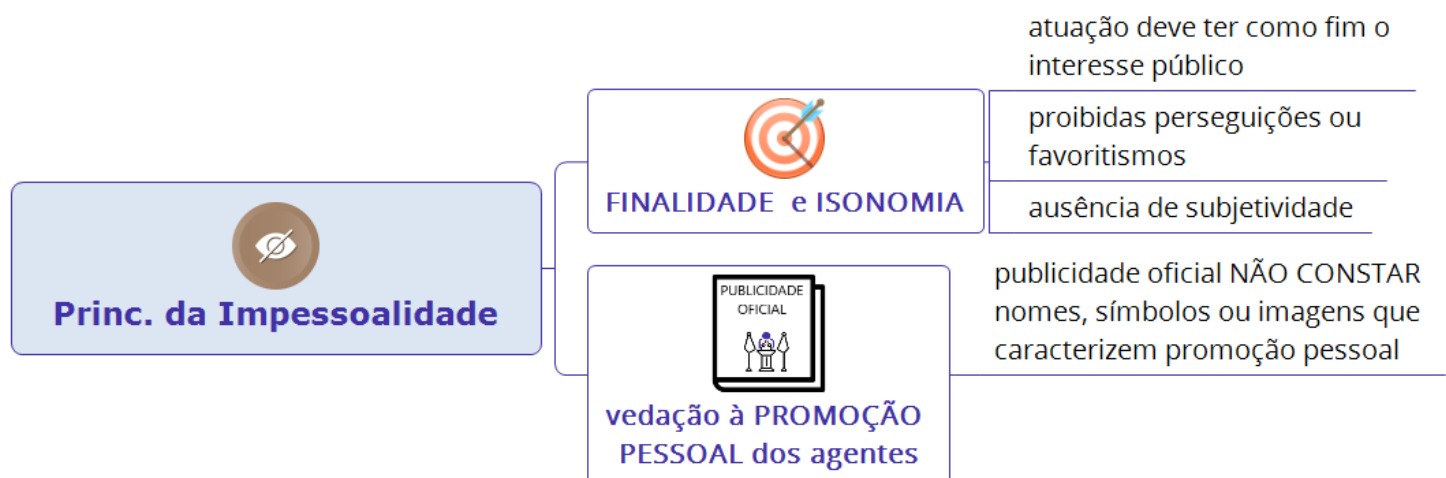 Princ. da Impessoalidade
FINALIDADE e ISONOMIA
atuação deve ter como fim o
interesse público
proibidas perseguições ou
favoritismos
ausência de subjetividade
PUBLICIDADE
OFICIAL
vedação à PROMOÇÃO
PESSOAL dos agentes
publicidade oficial NÃO CONSTAR
nomes, símbolos ou imagens que
caracterizem promoção pessoal